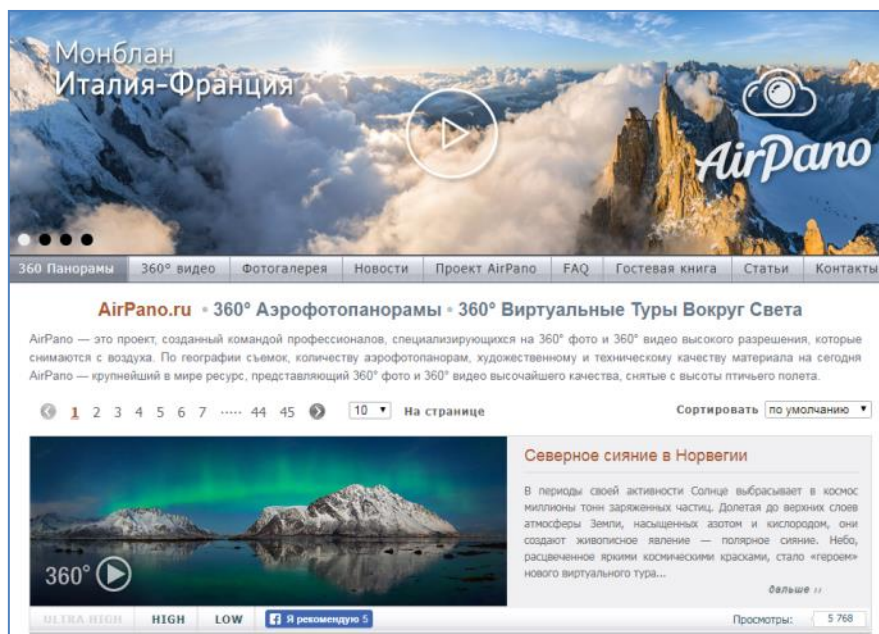 Монблан
Италия-Франция
AirPano
360 Панорамы 360° видео Фотогалерея Новости Проект AirPano FAQ Гостевая книга Статьи Контакты
AirPano.ru • 360° Аэрофотопанорамы • 360° Виртуальные Туры Вокруг Света
AirPano — это проект, созданный командой профессионалов, специализирующихся на 360° фото и 360° видео высокого разрешения, которые
снимаются с воздуха. По географии съемок, количеству аэрофотопанорам, художественному и техническому качеству материала на сегодня
AirPano — крупнейший в мире ресурс, представляющий 360° фото и 360° видео высочайшего качества, снятые с высоты птичьего полета.
1 2 3 4 5 6 7 ..... 44 45 10 На странице Сортировать по умолчанию
Северное сияние в Норвегии
В периоды своей активности Солнце выбрасывает в космос
миллионы тонн заряженных частиц. Долетая до верхних слоев
атмосферы Земли, насыщенных азотом и кислородом, они
создают живописное явление — полярное сияние. Небо,
расцвеченное яркими космическими красками, стало «героем»
нового виртуального тура...
дальше ››
360°
ULTRA HIGH HIGH LOW Я рекомендую 5 Просмотры: 5 768